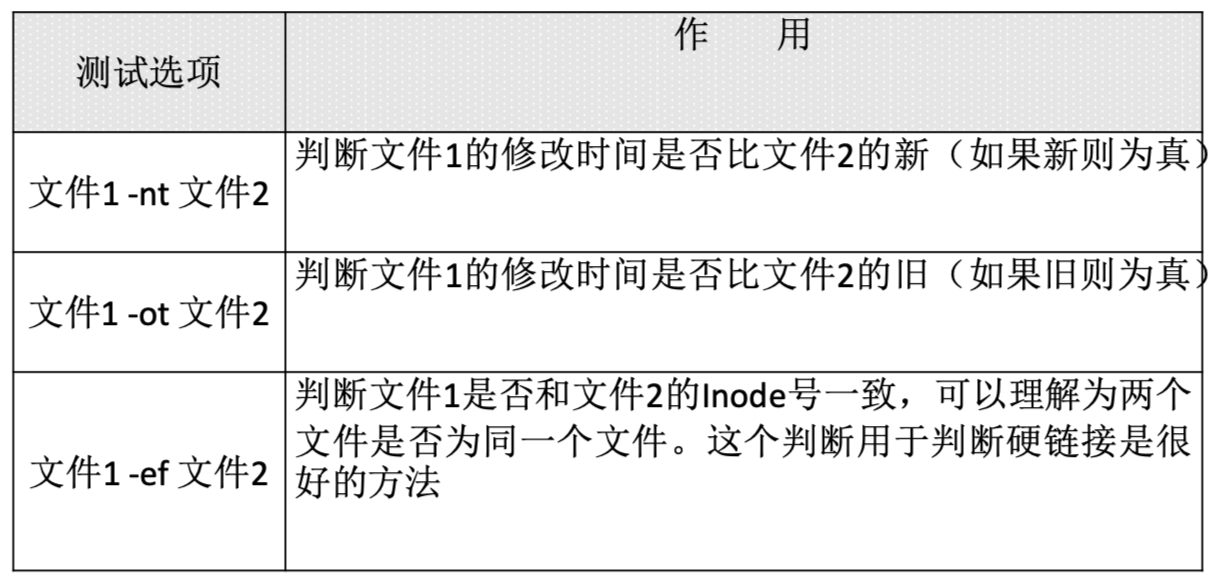 测试选项
作 用
文件1 -nt 文件2
判断文件1的修改时间是否比文件2的新（如果新则为真）
文件1 -ot 文件2
判断文件1的修改时间是否比文件2的旧（如果旧则为真）
文件1 -ef 文件2
判断文件1是否和文件2的Inode号一致，可以理解为两个
文件是否为同一个文件。这个判断用于判断硬链接是很
好的方法